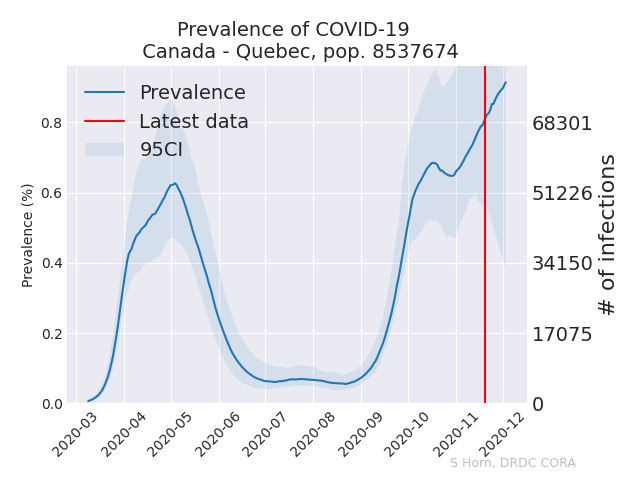 Prevalence of COVID-19
Canada - Quebec, pop. 8537674
Prevalence
Latest data
95CI
Prevalence (%)
0.8
0.6
0.4
0.2
0.0
68301
51226
34150
17075
0
# of infections
2020-03
2020-04
2020-05
2020-06
2020-07
2020-08
2020-09
2020-10
2020-11
2020-12
S Horn, DRDC CORA